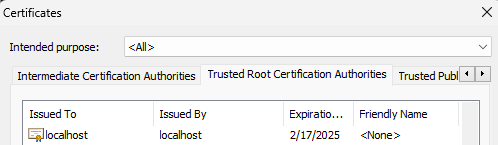 Certificates
Intended purpose: <All>
Intermediate Certification Authorities Trusted Root Certification Authorities Trusted Publ
Issued To Issued By Expiratio... Friendly Name
localhost localhost 2/17/2025 <None>